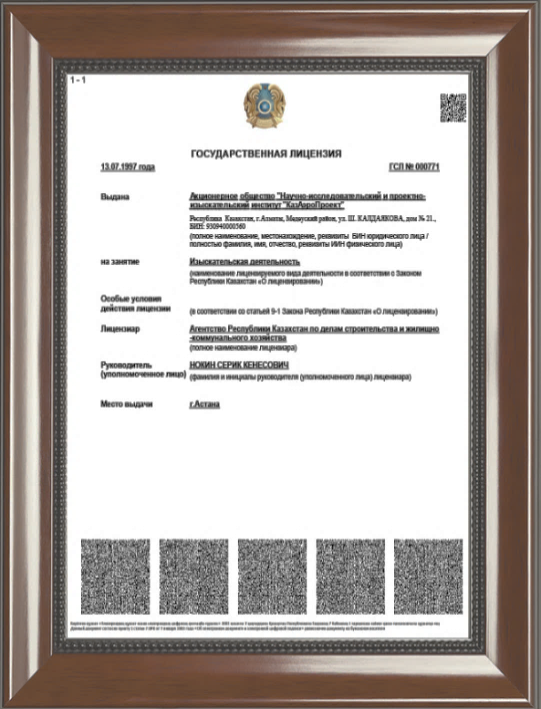 1 - 1
ГОСУДАРСТВЕННАЯ ЛИЦЕНЗИЯ
13.07.1997 года ГСЛ № 000771
Выдана Акционерное общество "Научно-исследовательский и проектно-
изыскательский институт "КазАэроПроект"
Республика Казахстан, г.Алматы, Медеуский район, ул. Ш. КАЛДАЯКОВА, дом № 21.,
БИН: 930940000360
(полное наименование, местонахождение, реквизиты БИН юридического лица /
полностью фамилия, имя, отчество, реквизиты ИИН физического лица)
на занятие Изыскательская деятельность
(наименование лицензируемого вида деятельности в соответствии с Законом
Республики Казахстан «О лицензировании»)
Особые условия
действия лицензии (в соответствии со статьей 9-1 Закона Республики Казахстан «О лицензировании»)
Лицензиар Агентство Республики Казахстан по делам строительства и жилищно
-коммунального хозяйства
(полное наименование лицензиара)
Руководитель НОКИН СЕРИК КЕНЕСОВИЧ
(уполномоченное лицо) (фамилия и инициалы руководителя (уполномоченного лица) лицензиара)
Место выдачи г.Астана